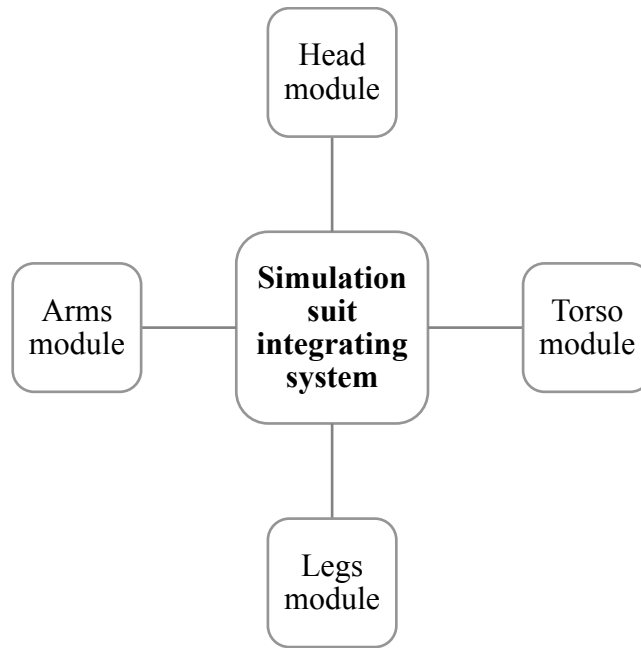 Head
module
Arms
module
Simulation
suit
integrating
system
Torso
module
Legs
module